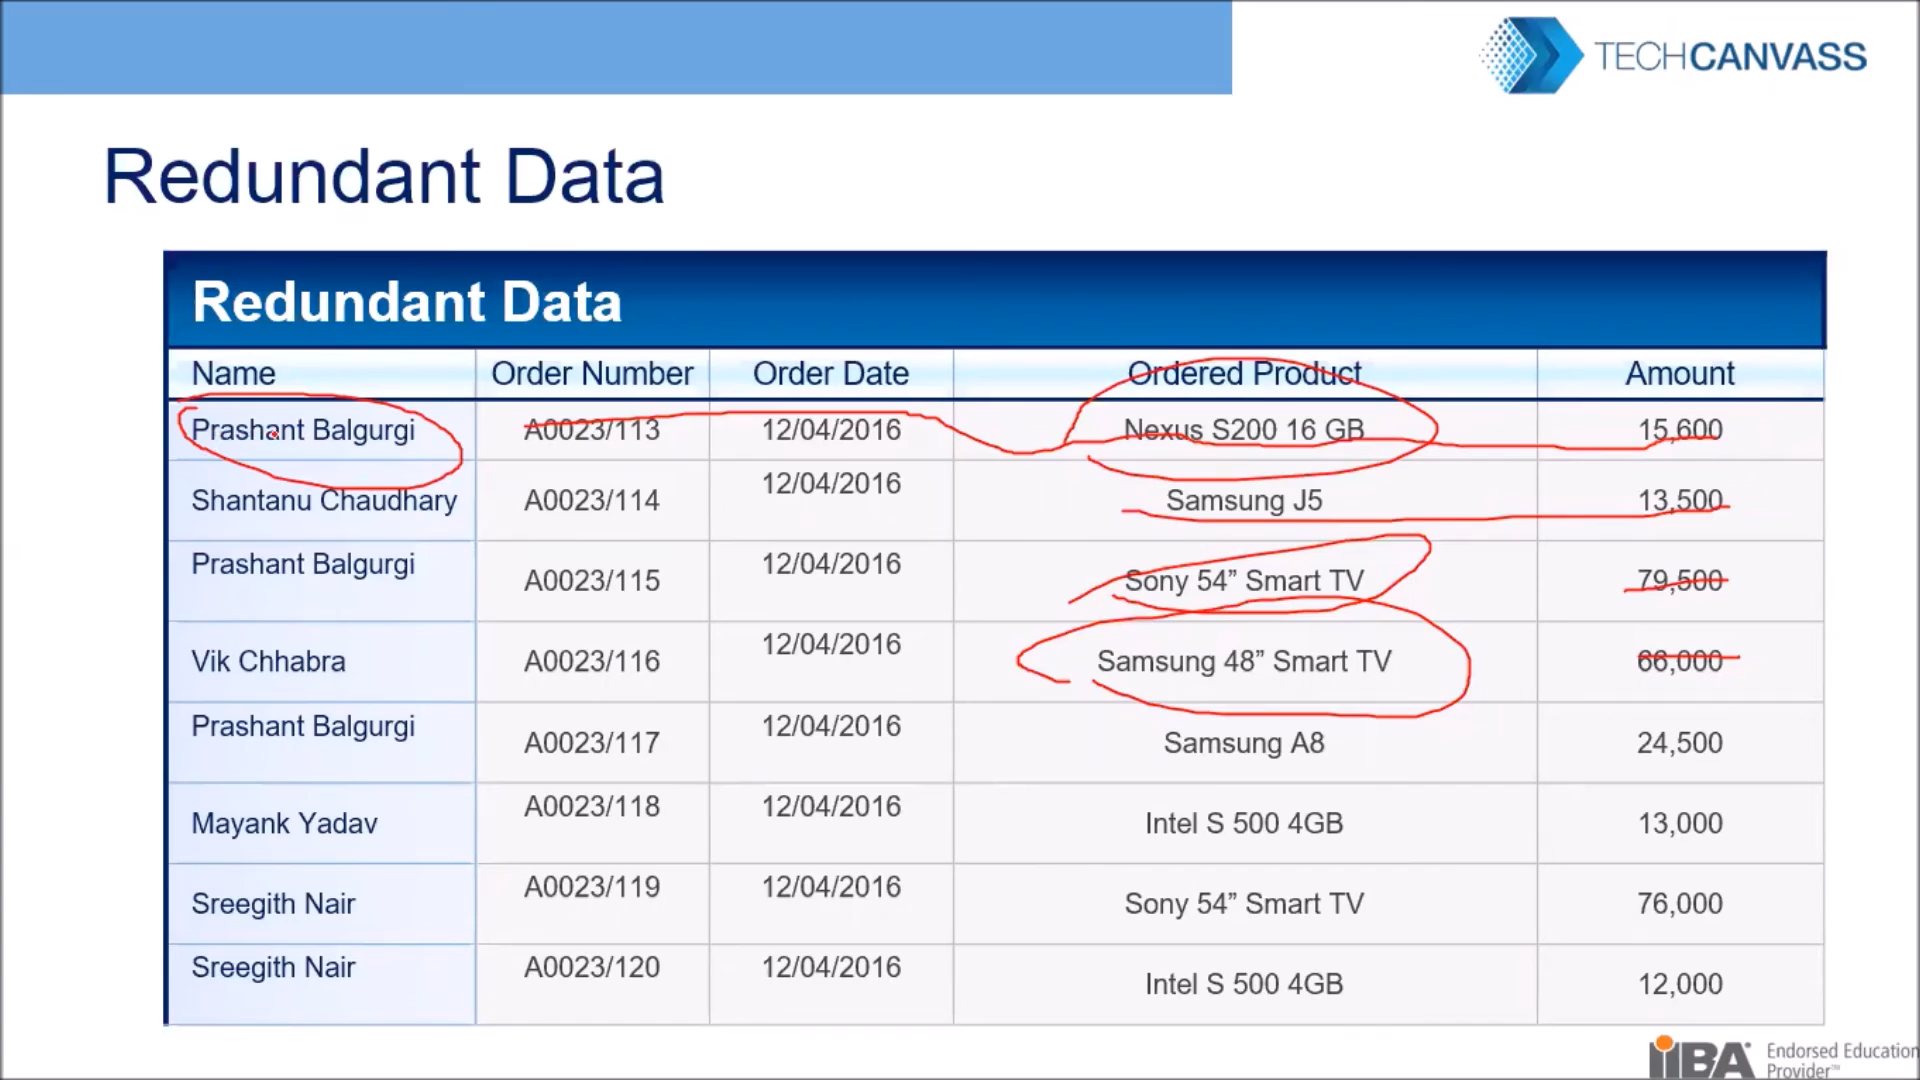 TECHCANVASS
Redundant Data
Redundant Data
Name Order Number Order Date Ordered Product Amount
Prashant Balgurgi A0023/113 12/04/2016 Nexus S200 16 GB 15,600
Shantanu Chaudhary A0023/114 12/04/2016 Samsung J5 13,500
Prashant Balgurgi A0023/115 12/04/2016 Sony 54” Smart TV 79,500
Vik Chhabra A0023/116 12/04/2016 Samsung 48” Smart TV 66,000
Prashant Balgurgi A0023/117 12/04/2016 Samsung A8 24,500
Mayank Yadav A0023/118 12/04/2016 Intel S 500 4GB 13,000
Sreegith Nair A0023/119 12/04/2016 Sony 54” Smart TV 76,000
Sreegith Nair A0023/120 12/04/2016 Intel S 500 4GB 12,000
IIBA Endorsed Education
Provider™